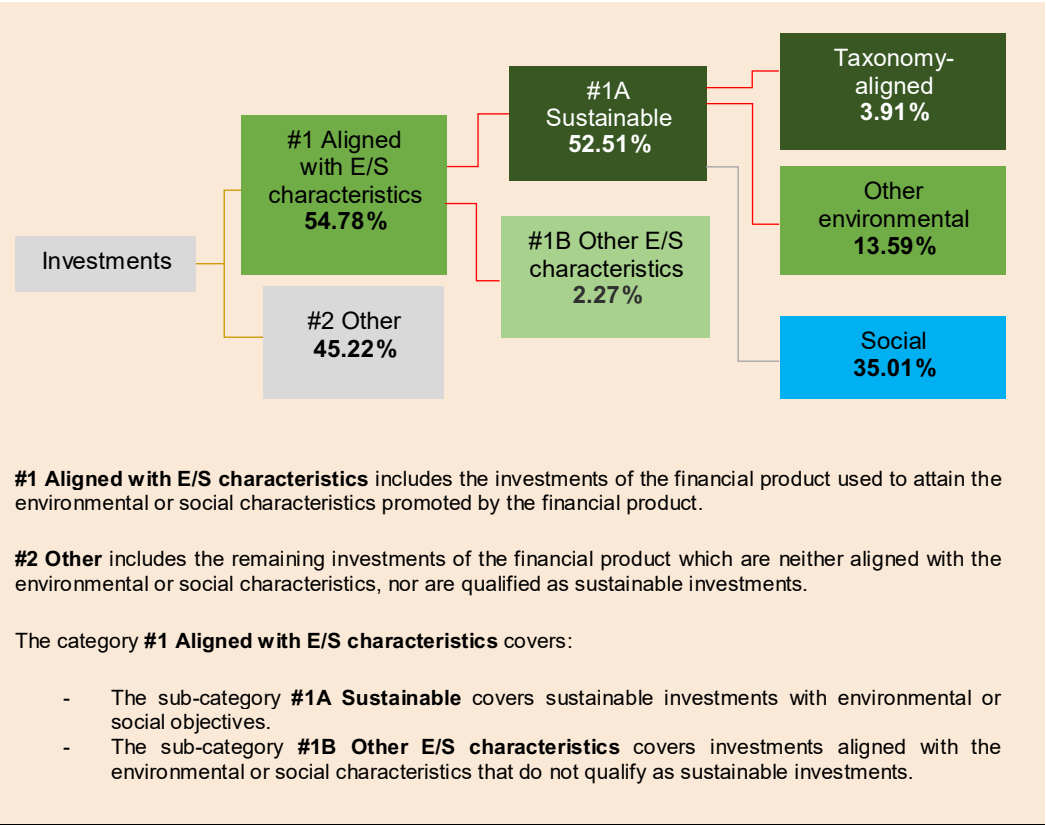 Taxonomy-
aligned
3.91%
#1A
Sustainable
52.51%
#1 Aligned
with E/S
characteristics
54.78%
Other
environmental
13.59%
#1B Other E/S
characteristics
2.27%
Investments
#2 Other
45.22%
Social
35.01%
#1 Aligned with E/S characteristics includes the investments of the financial product used to attain the
environmental or social characteristics promoted by the financial product.
#2 Other includes the remaining investments of the financial product which are neither aligned with the
environmental or social characteristics, nor are qualified as sustainable investments.
The category #1 Aligned with E/S characteristics covers:
- The sub-category #1A Sustainable covers sustainable investments with environmental or
social objectives.
- The sub-category #1B Other E/S characteristics covers investments aligned with the
environmental or social characteristics that do not qualify as sustainable investments.